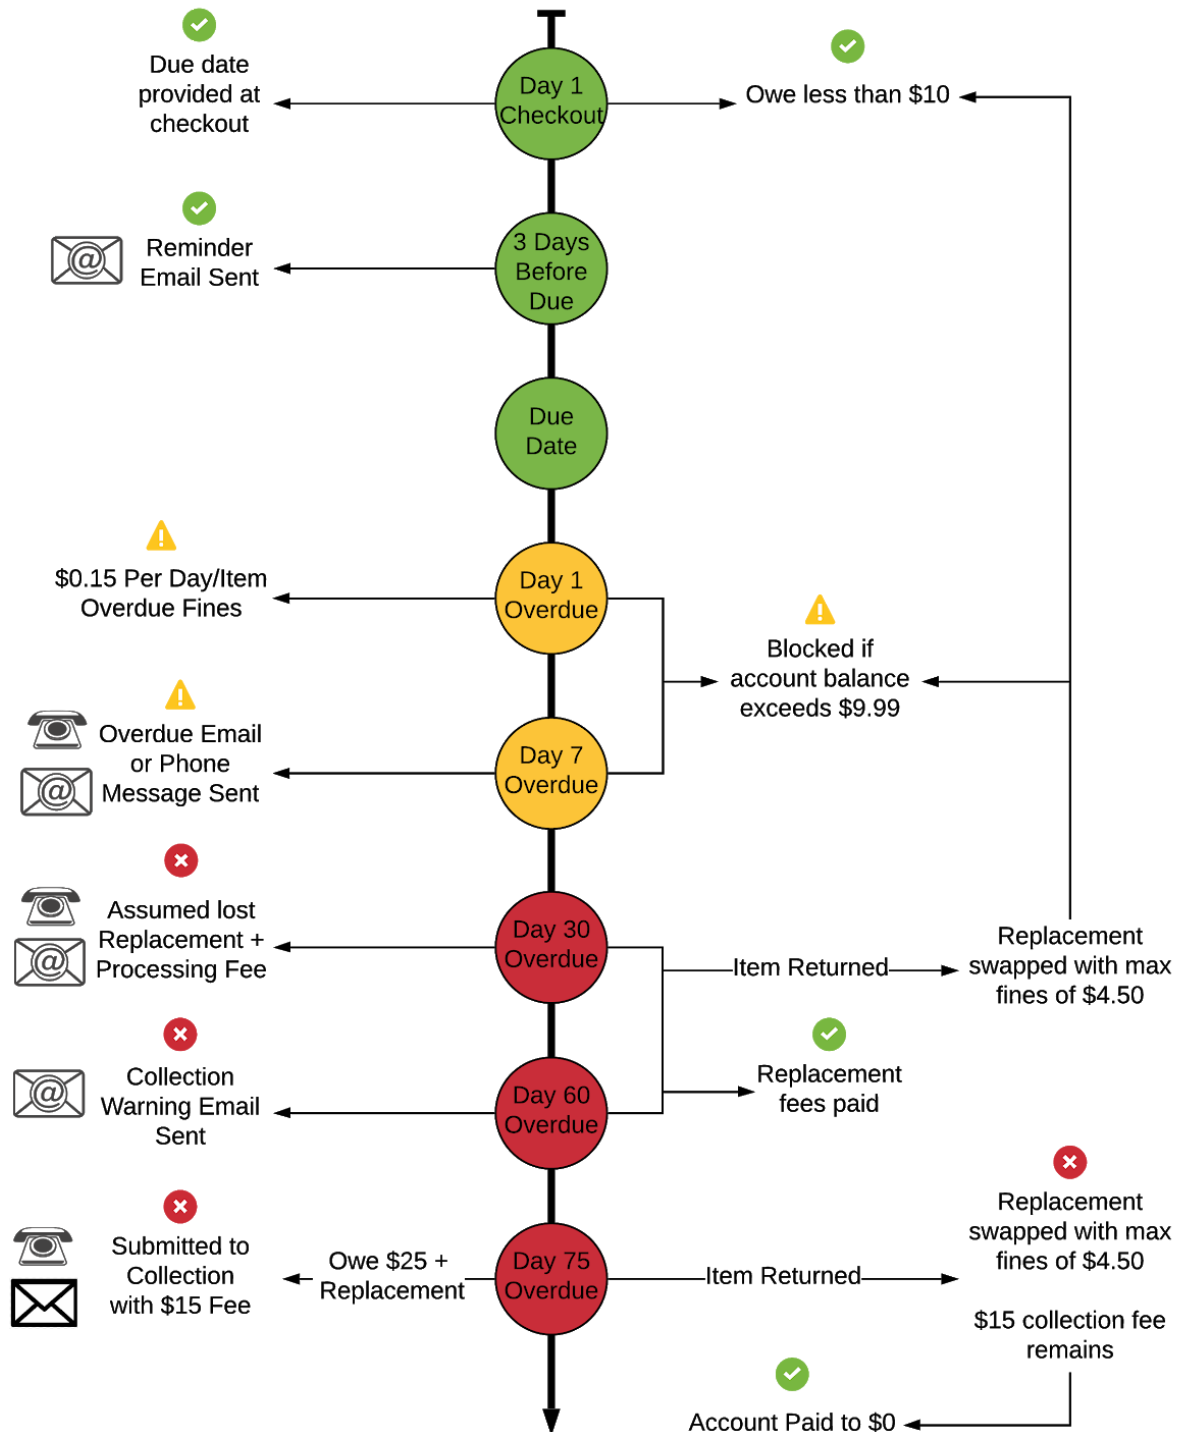 Due date
provided at
checkout
Day 1
Checkout
Owe less than $10
Reminder
Email Sent
3 Days
Before
Due
Due
Date
$0.15 Per Day/Item
Overdue Fines
Day 1
Overdue
Blocked if
account balance
exceeds $9.99
Overdue Email
or Phone
Message Sent
Day 7
Overdue
Assumed lost
Replacement +
Processing Fee
Day 30
Overdue
Item Returned
Replacement
swapped with max
fines of $4.50
Collection
Warning Email
Sent
Day 60
Overdue
Replacement
fees paid
Submitted to
Collection
with $15 Fee
Owe $25 +
Replacement
Day 75
Overdue
Item Returned
Replacement
swapped with max
fines of $4.50
$15 collection fee
remains
Account Paid to $0